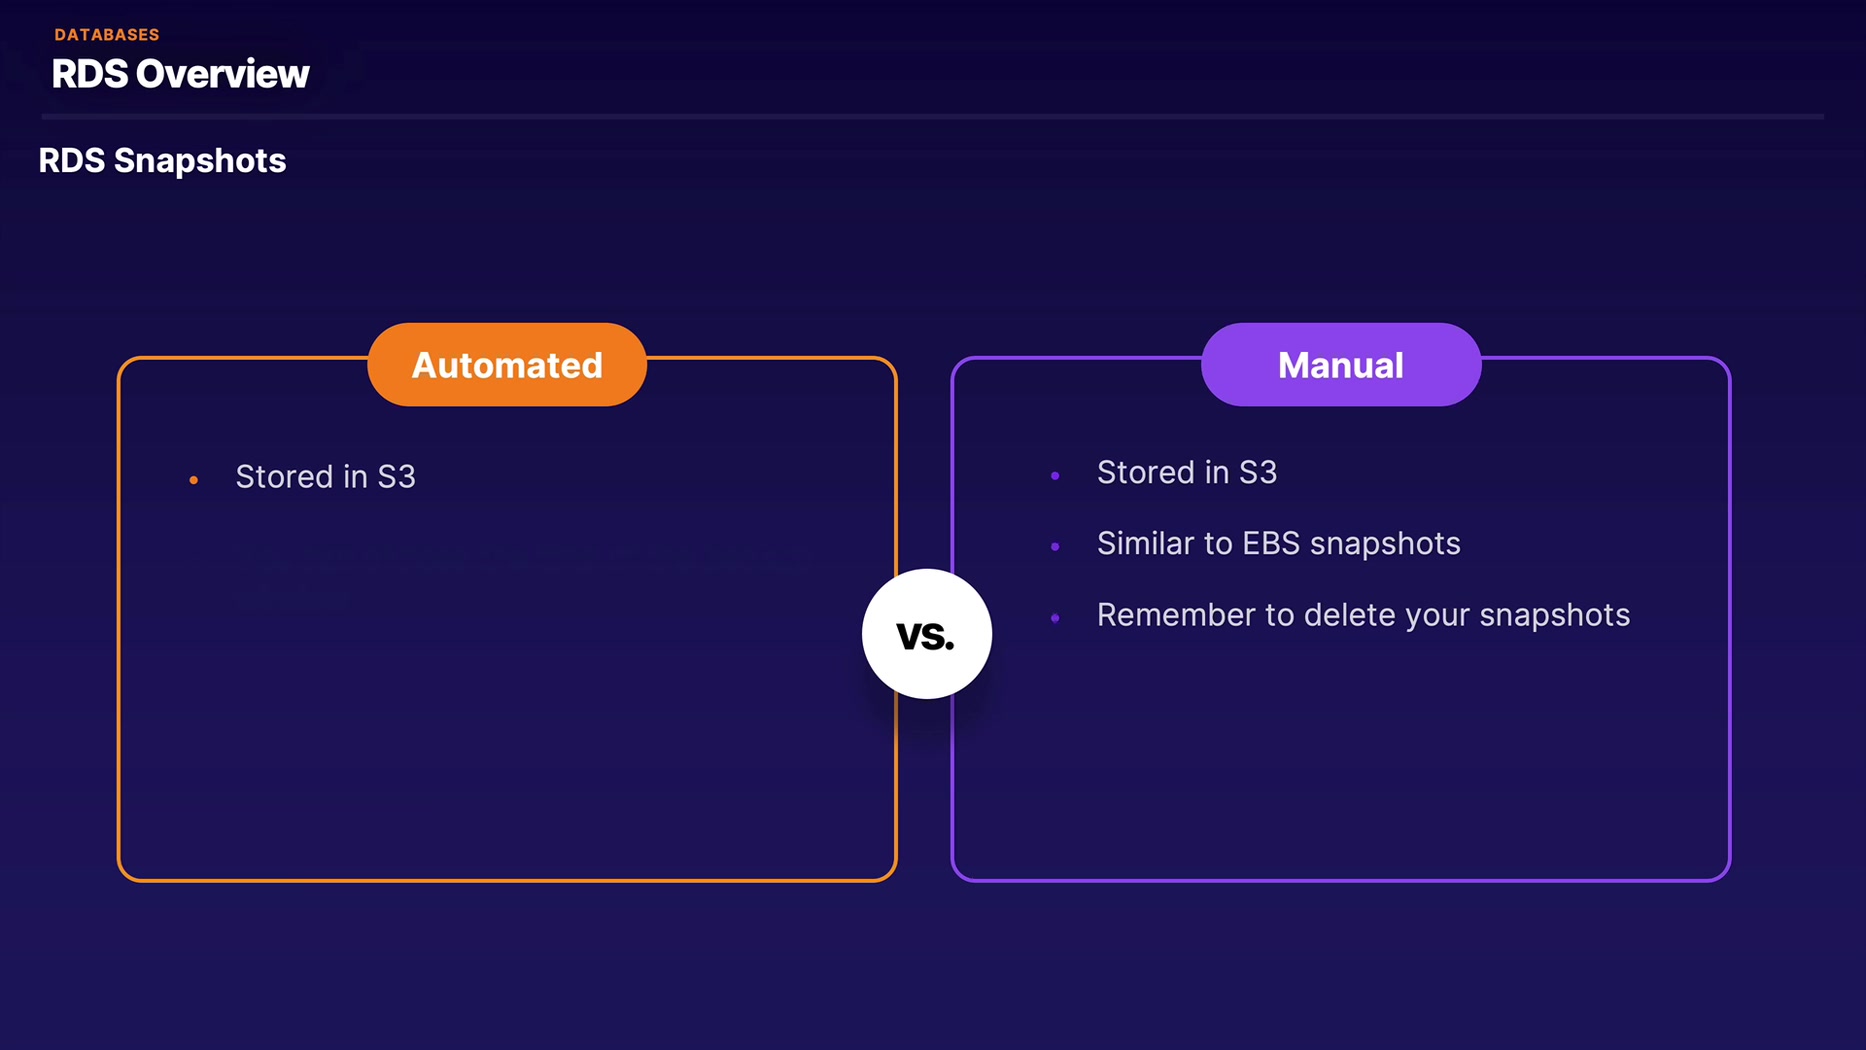 DATABASES
RDS Overview
RDS Snapshots
Automated
• Stored in S3
vs.
Manual
• Stored in S3
• Similar to EBS snapshots
• Remember to delete your snapshots